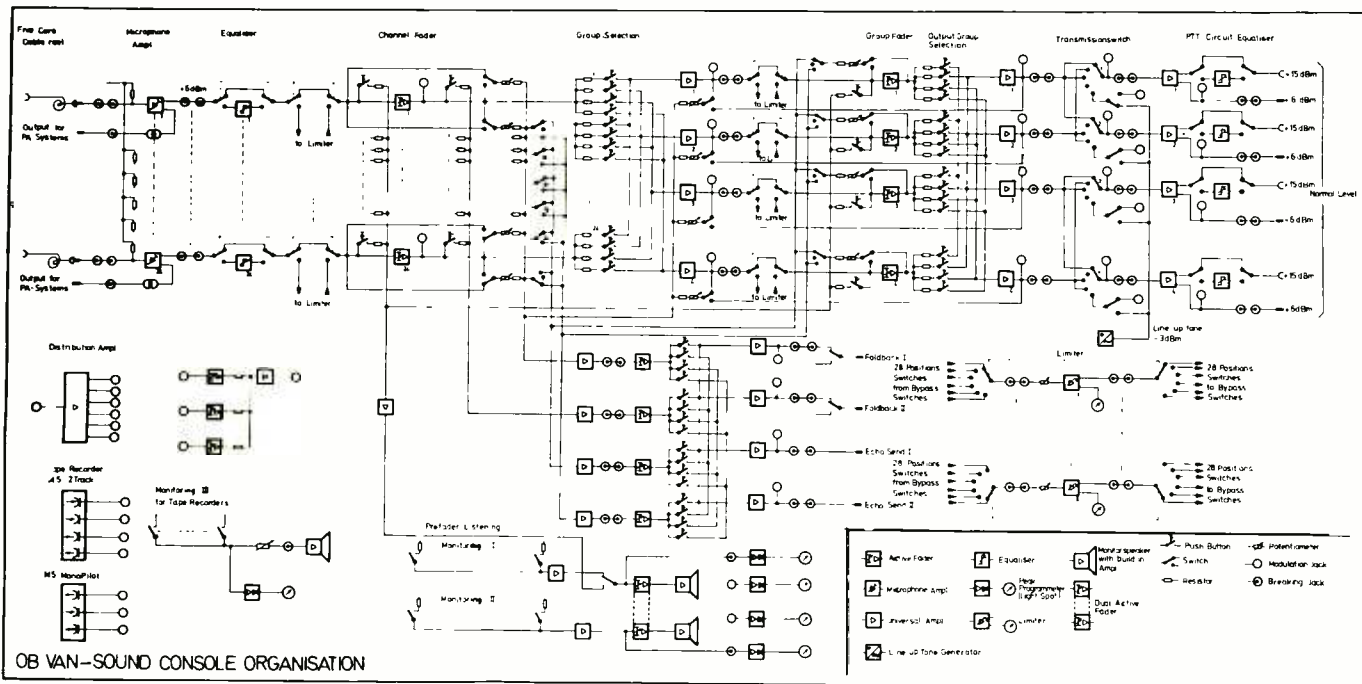 Five Core
Cable reel
Microphone
Ampl
Equaliser
Channel Fader
Group Selection
Group Fader
Output Group
Selection
Transmissionswitch
PTT Circuit Equaliser
+6dBm
Output for
PA Systems
to Limiter
to Limiter
to Limiter
to Limiter
C+15dBm
+6dBm
C+15dBm
+6dBm
C+15dBm
Normal Level
+6dBm
C+15dBm
+6dBm
Output for
PA-Systems
to Limiter
Line up tone
-3dBm
Distribution Ampl
Foldback I
Foldback II
Echo Send I
Echo Send II
Limiter
28 Positions
Switches
from Bypass
Switches
28 Positions
Switches
to Bypass
Switches
28 Positions
Switches
from Bypass
Switches
28 Positions
Switches
to Bypass
Switches
Recorder
2 Track
Monitoring III
for Tape Recorders
M5 MonoPilot
Prefader Listening
Monitoring I
Monitoring II
Active Fader
Equaliser
Monitorspeaker
with build in
Ampl
Push Button
Potentiometer
Switch
Modulation Jack
Resistor
Breaking Jack
Microphone Ampl
Peak
Programmeter
(Light Spot)
Dual Active
Fader
Universal Ampl
Limiter
Line up Tone Generator
OB VAN-SOUND CONSOLE ORGANISATION